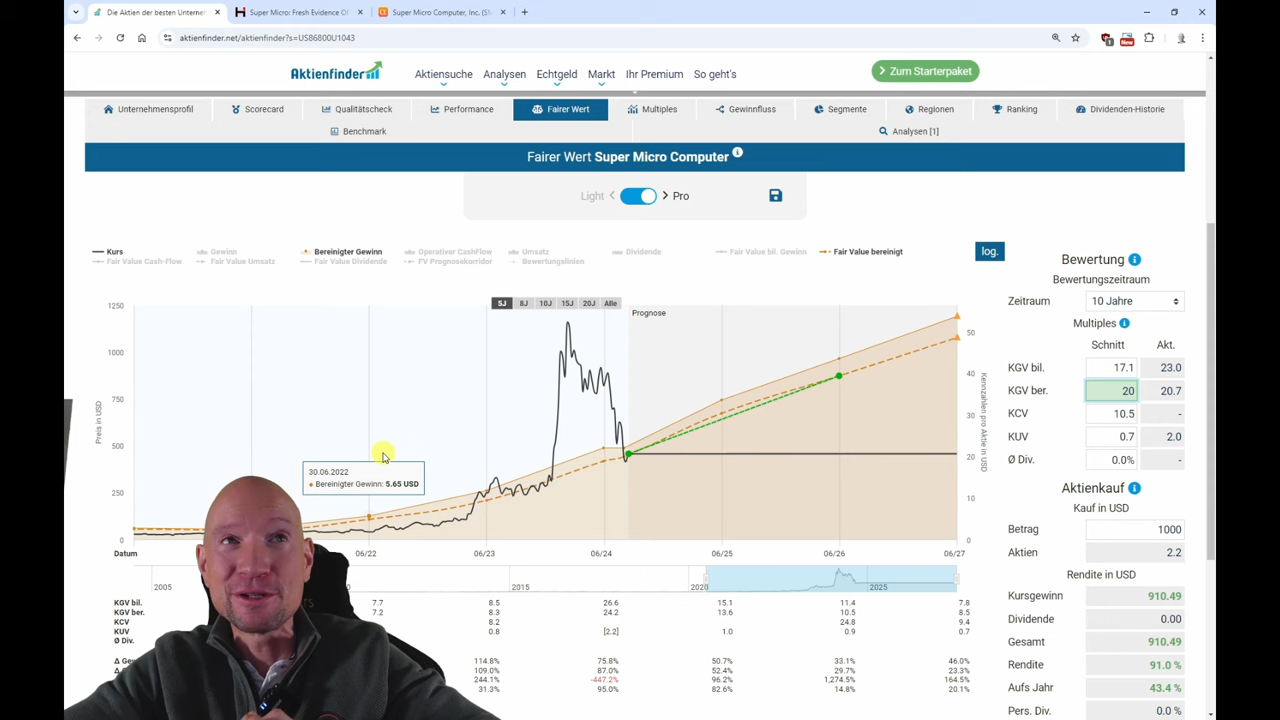 Die Aktien der besten Unterneh
Super Micro: Fresh Evidence Of
Super Micro Computer, Inc. (SM
aktienfinder.net/aktienfinder?s=US86800U1043
New
Aktienfinder
Aktiensuche
Analysen
Echtgeld
Markt
Ihr Premium
So geht's
Zum Starterpaket
Unternehmensprofil
Scorecard
Qualitätscheck
Performance
Fairer Wert
Multiples
Gewinnfluss
Segmente
Regionen
Ranking
Dividenden-Historie
Benchmark
Analysen [1]
Fairer Wert Super Micro Computer
Light < > Pro
Kurs
Gewinn
Bereinigter Gewinn
Operativer CashFlow
Umsatz
Dividende
Fair Value bil. Gewinn
Fair Value bereinigt
Fair Value Cash-Flow
Fair Value Umsatz
Fair Value Dividende
FV Prognosekorridor
Bewertungslinien
log.
5J 8J 10J 15J 20J Alle
Prognose
1250
1000
750
500
250
0
Preis in USD
50
40
30
20
10
0
Kennzahlen pro Aktie in USD
30.06.2022
Bereinigter Gewinn: 5.65 USD
Datum 06/22 06/23 06/24 06/25 06/26 06/27
2005 2015 2020 2025
KGV bil. 7.7 8.5 26.6 15.1 11.4 7.8
KGV ber. 7.2 8.3 24.2 13.6 10.5 8.5
KCV 8.2 24.8 9.4
KUV 0.8 [2.2] 1.0 0.9 0.7
Ø Div.
Δ Gew 114.8% 75.8% 50.7% 33.1% 46.0%
109.0% 87.0% 52.4% 29.7% 23.3%
244.1% -447.2% 96.2% 1,274.5% 164.5%
31.3% 95.0% 82.6% 14.8% 20.1%
Bewertung
Bewertungszeitraum
Zeitraum 10 Jahre
Multiples
Schnitt Akt.
KGV bil. 17.1 23.0
KGV ber. 20 20.7
KCV 10.5 -
KUV 0.7 2.0
Ø Div. 0.0% -
Aktienkauf
Kauf in USD
Betrag 1000
Aktien 2.2
Rendite in USD
Kursgewinn 910.49
Dividende 0.00
Gesamt 910.49
Rendite 91.0 %
Aufs Jahr 43.4 %
Pers. Div. 0.0 %